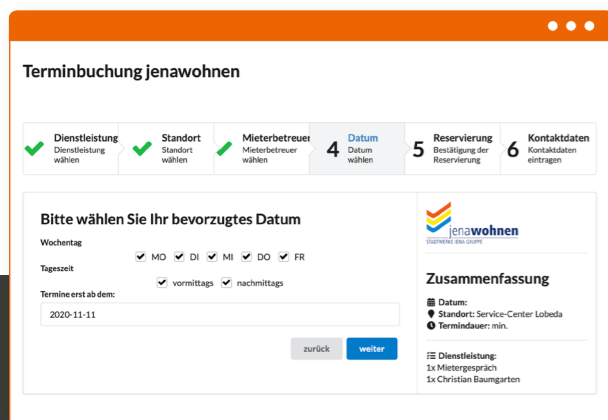 Terminbuchung jenawohnen
Dienstleistung
Dienstleistung
wählen
Standort
Standort
wählen
Mieterbetreuer
Mieterbetreuer
wählen
4
Datum
Datum
wählen
5
Reservierung
Bestätigung der
Reservierung
6
Kontaktdaten
Kontaktdaten
eintragen
Bitte wählen Sie Ihr bevorzugtes Datum
Wochentag
MO DI MI DO FR
Tageszeit
vormittags nachmittags
Termine erst ab dem:
2020-11-11
zurück weiter
jenawohnen
STADTWERKE JENA GRUPPE
Zusammenfassung
Datum:
Standort: Service-Center Lobeda
Termindauer: min.
Dienstleistung:
1x Mietergespräch
1x Christian Baumgarten